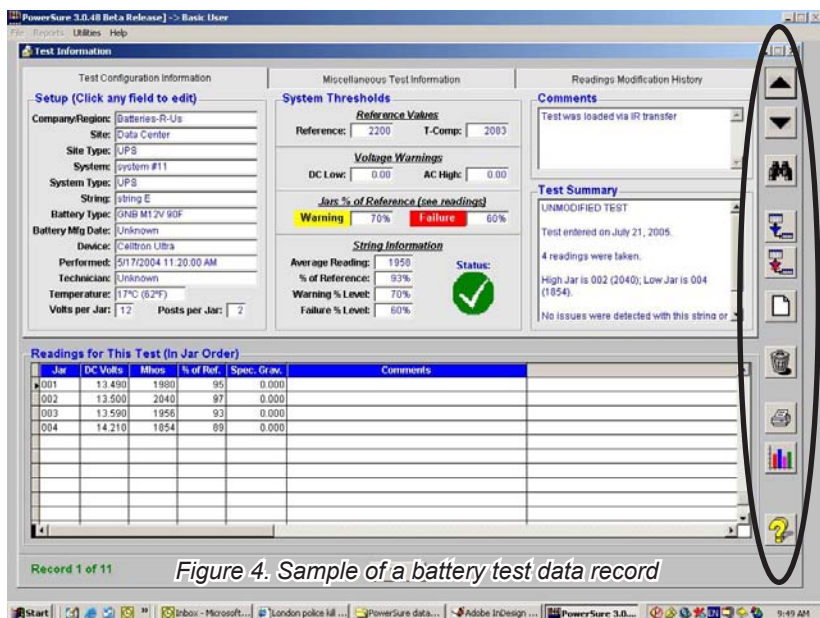 PowerSure 3.0.48 Beta Release] -> Basic User
File Reports Utilities Help
Test Information
Test Configuration Information
Miscellaneous Test Information
Readings Modification History
Setup (Click any field to edit)
Company/Region: Batteries-R-Us
Site: Data Center
Site Type: UPS
System: system #11
System Type: UPS
String: string E
Battery Type: GNB M12V 90F
Battery Mfg Date: Unknown
Device: Celltron Ultra
Performed: 5/17/2004 11:20:00 AM
Technician: Unknown
Temperature: 17°C (62°F)
Volts per Jar: 12 Posts per Jar: 2
System Thresholds
Reference Values
Reference: 2200 T-Comp: 2083
Voltage Warnings
DC Low: 0.00 AC High: 0.00
Jars % of Reference (see readings)
Warning 70% Failure 60%
String Information
Average Reading: 1958 Status:
% of Reference: 93%
Warning % Level: 70%
Failure % Level: 60%
Comments
Test was loaded via IR transfer
Test Summary
UNMODIFIED TEST
Test entered on July 21, 2005.
4 readings were taken.
High Jar is 002 (2040); Low Jar is 004
(1854).
No issues were detected with this string or
Readings for This Test (In Jar Order)
Jar DC Volts Mhos % of Ref. Spec. Grav. Comments
001 13.490 1980 95 0.000
002 13.500 2040 97 0.000
003 13.590 1956 93 0.000
004 14.210 1854 89 0.000
Record 1 of 11
Figure 4. Sample of a battery test data record
Start
Inbox - Microsoft...
London police kill ...
PowerSure data...
Adobe InDesign ...
PowerSure 3.0...
9:49 AM